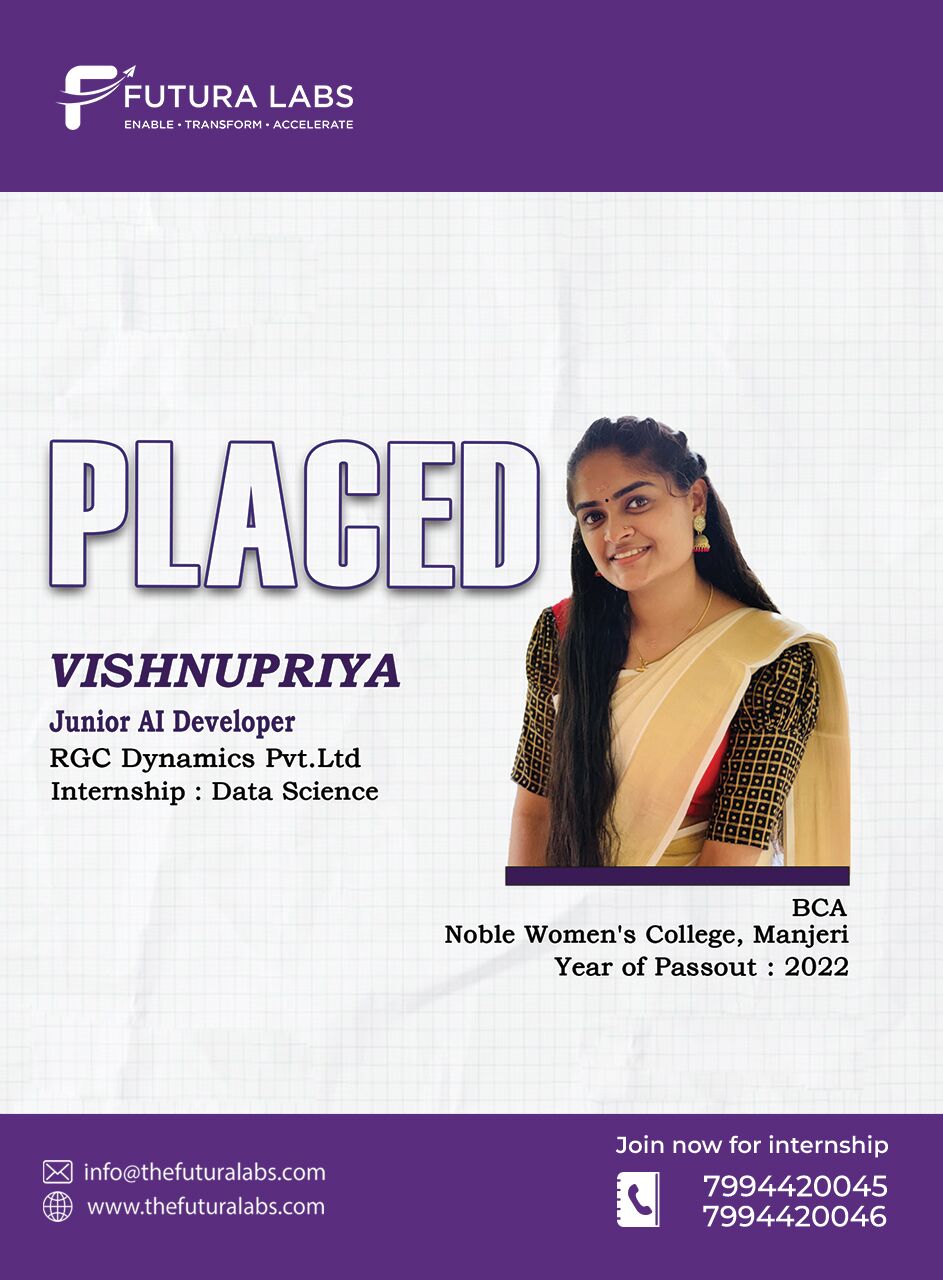 FUTURA LABS
ENABLE • TRANSFORM • ACCELERATE
PLACED
VISHNUPRIYA
Junior AI Developer
RGC Dynamics Pvt.Ltd
Internship : Data Science
BCA
Noble Women's College, Manjeri
Year of Passout : 2022
info@thefuturalabs.com
www.thefuturalabs.com
Join now for internship
7994420045
7994420046